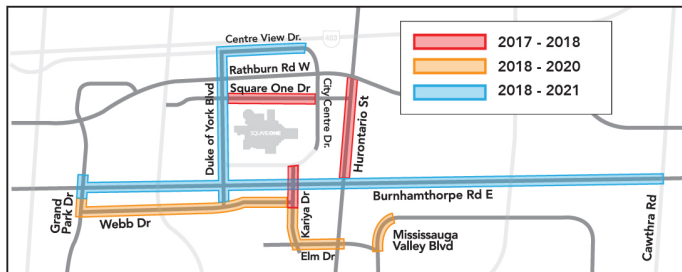 Centre View Dr.
403
Rathburn Rd W
Square One Dr
City Centre Dr.
Duke of York Blvd
SQUARE ONE
Hurontario St
2017 - 2018
2018 - 2020
2018 - 2021
Burnhamthorpe Rd E
Grand
Park Dr
Webb Dr
Kariya Dr
Elm Dr
Mississauga
Valley Blvd
Cawthra Rd